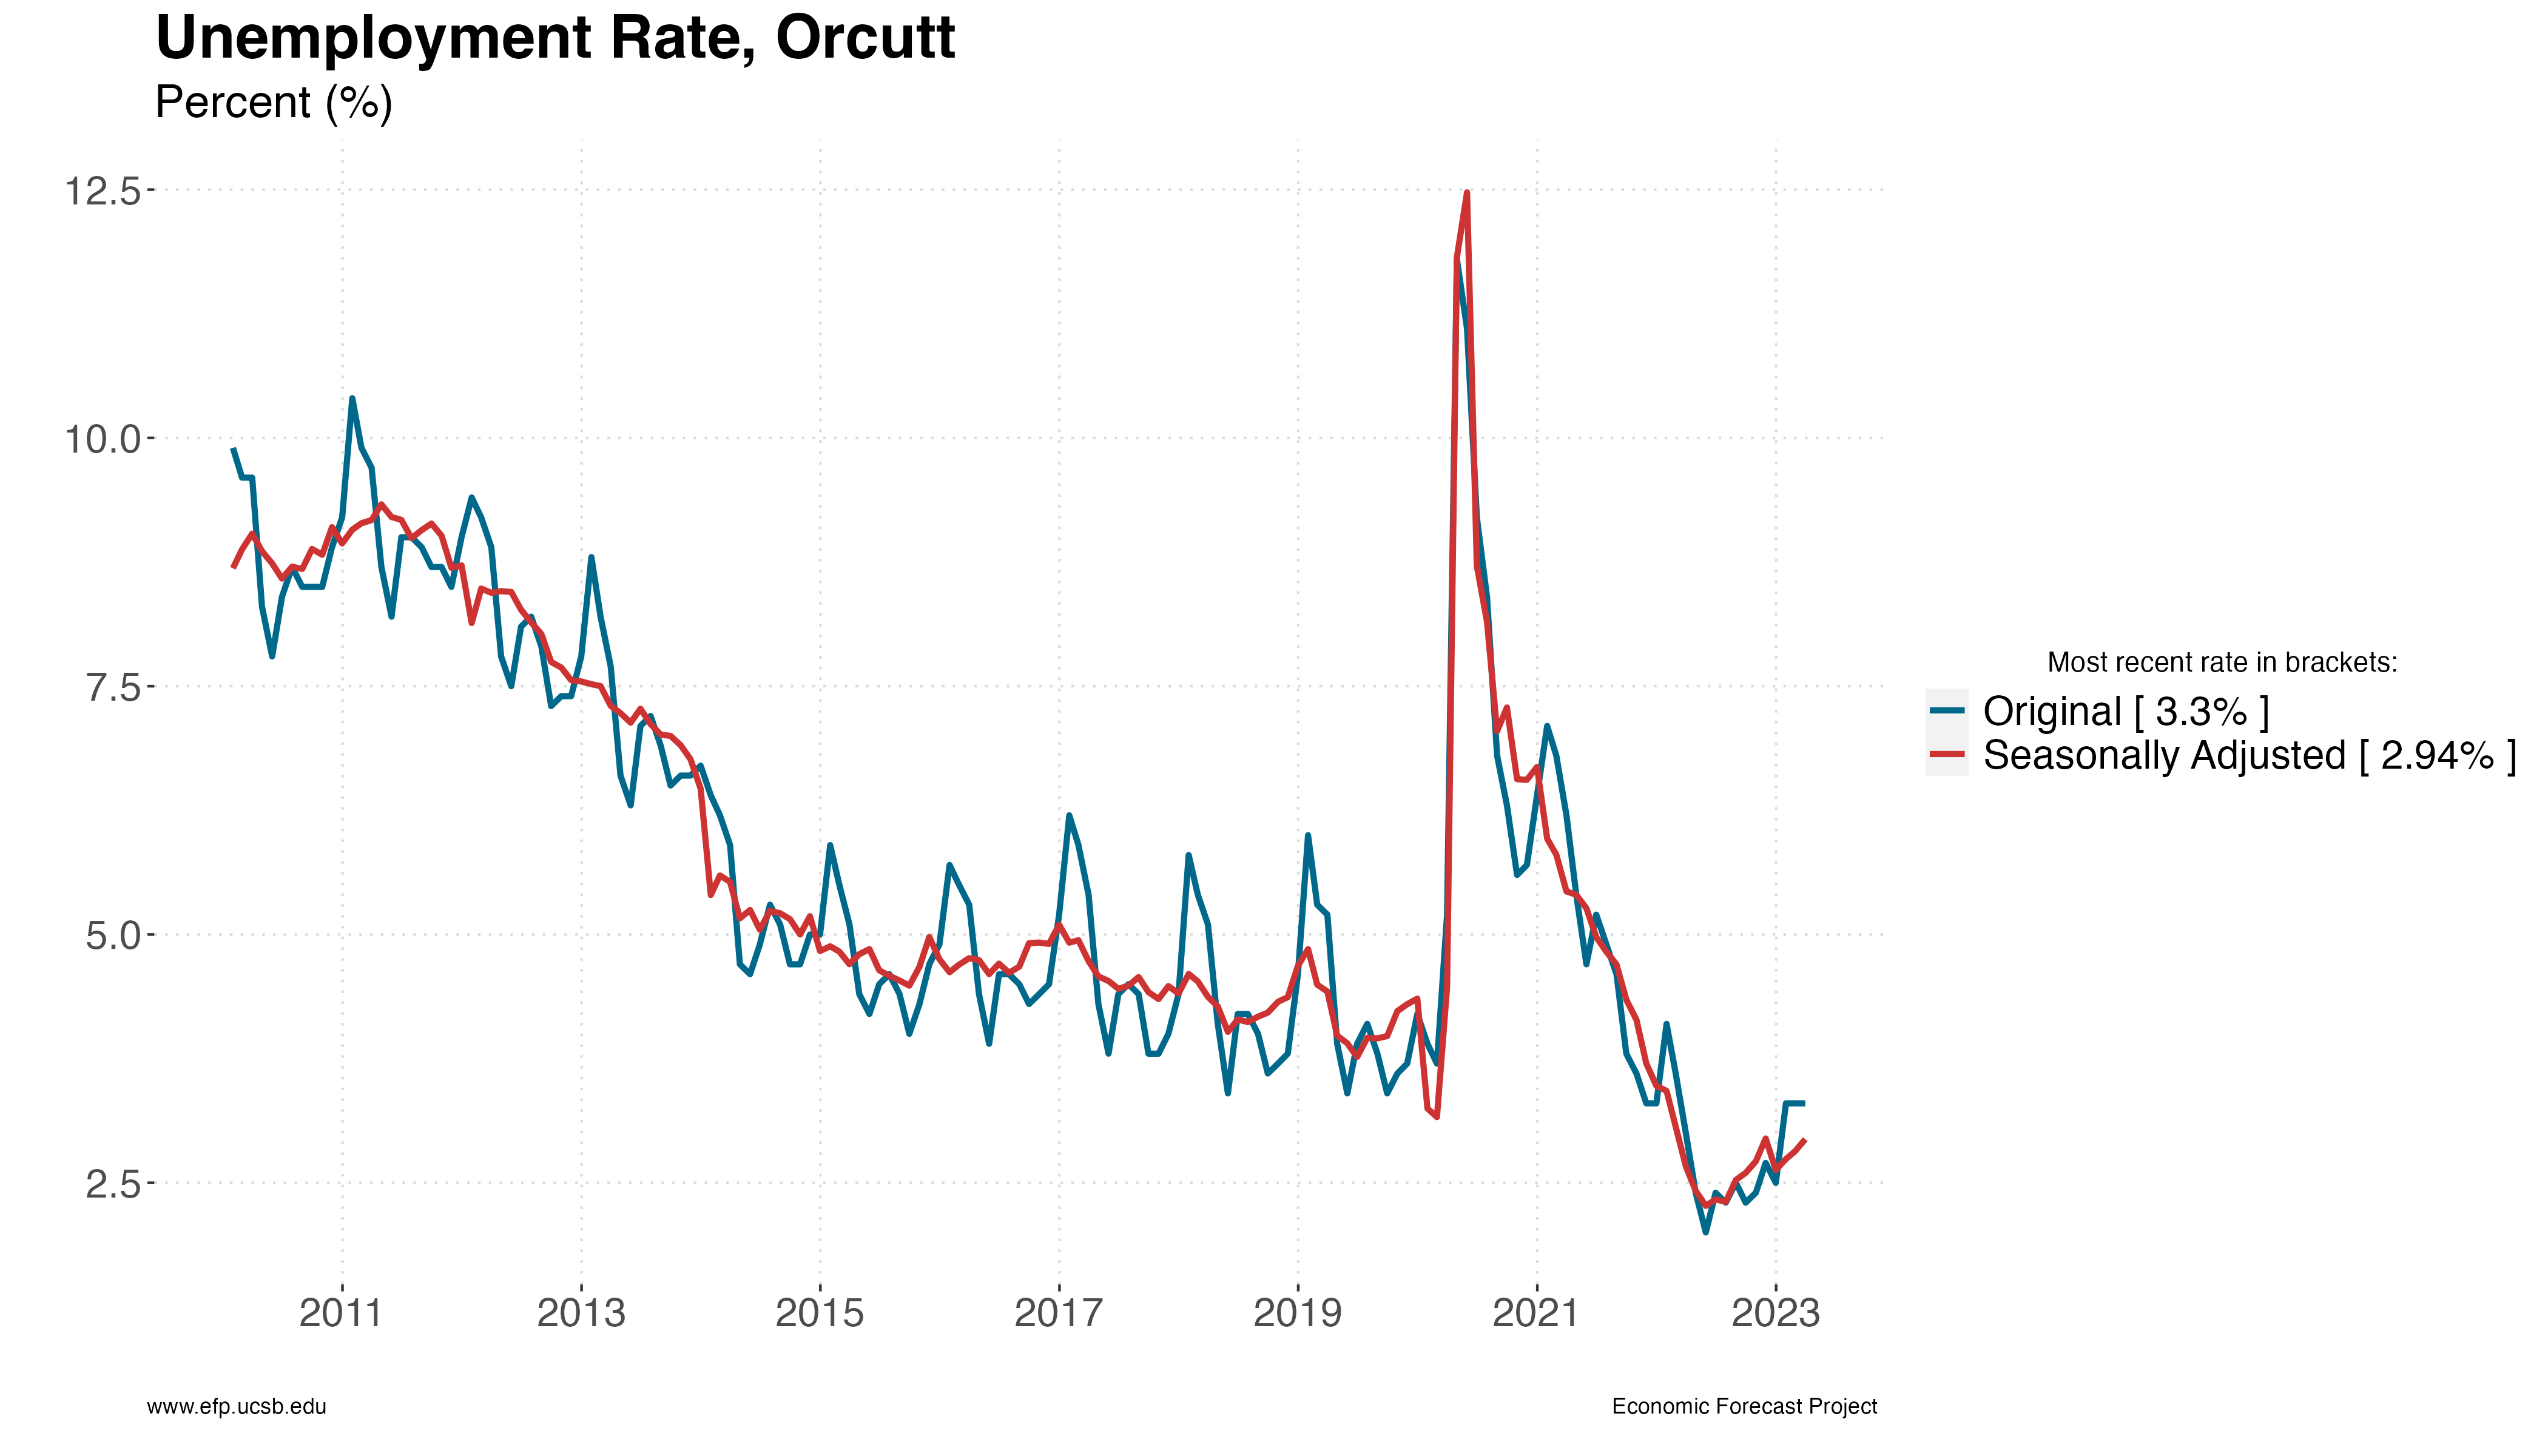 Unemployment Rate, Orcutt
Percent (%)
12.5
10.0
7.5
5.0
2.5
2011 2013 2015 2017 2019 2021 2023
Most recent rate in brackets:
Original [ 3.3% ]
Seasonally Adjusted [ 2.94% ]
www.efp.ucsb.edu Economic Forecast Project